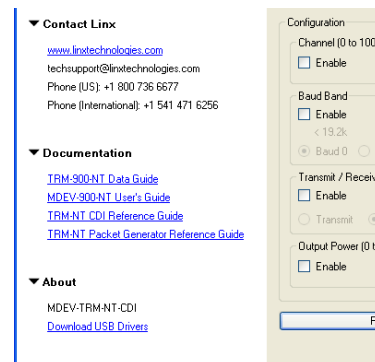 Contact Linx
www.linxtechnologies.com
techsupport@linxtechnologies.com
Phone (US): +1 800 736 6677
Phone (International): +1 541 471 6256
Documentation
TRM-900-NT Data Guide
MDEV-900-NT User's Guide
TRM-NT CDI Reference Guide
TRM-NT Packet Generator Reference Guide
About
MDEV-TRM-NT-CDI
Download USB Drivers
Configuration
Channel (0 to 100
Enable
Baud Band
Enable
< 19.2k
Baud 0
Transmit / Receiv
Enable
Transmit
Output Power (0 t
Enable